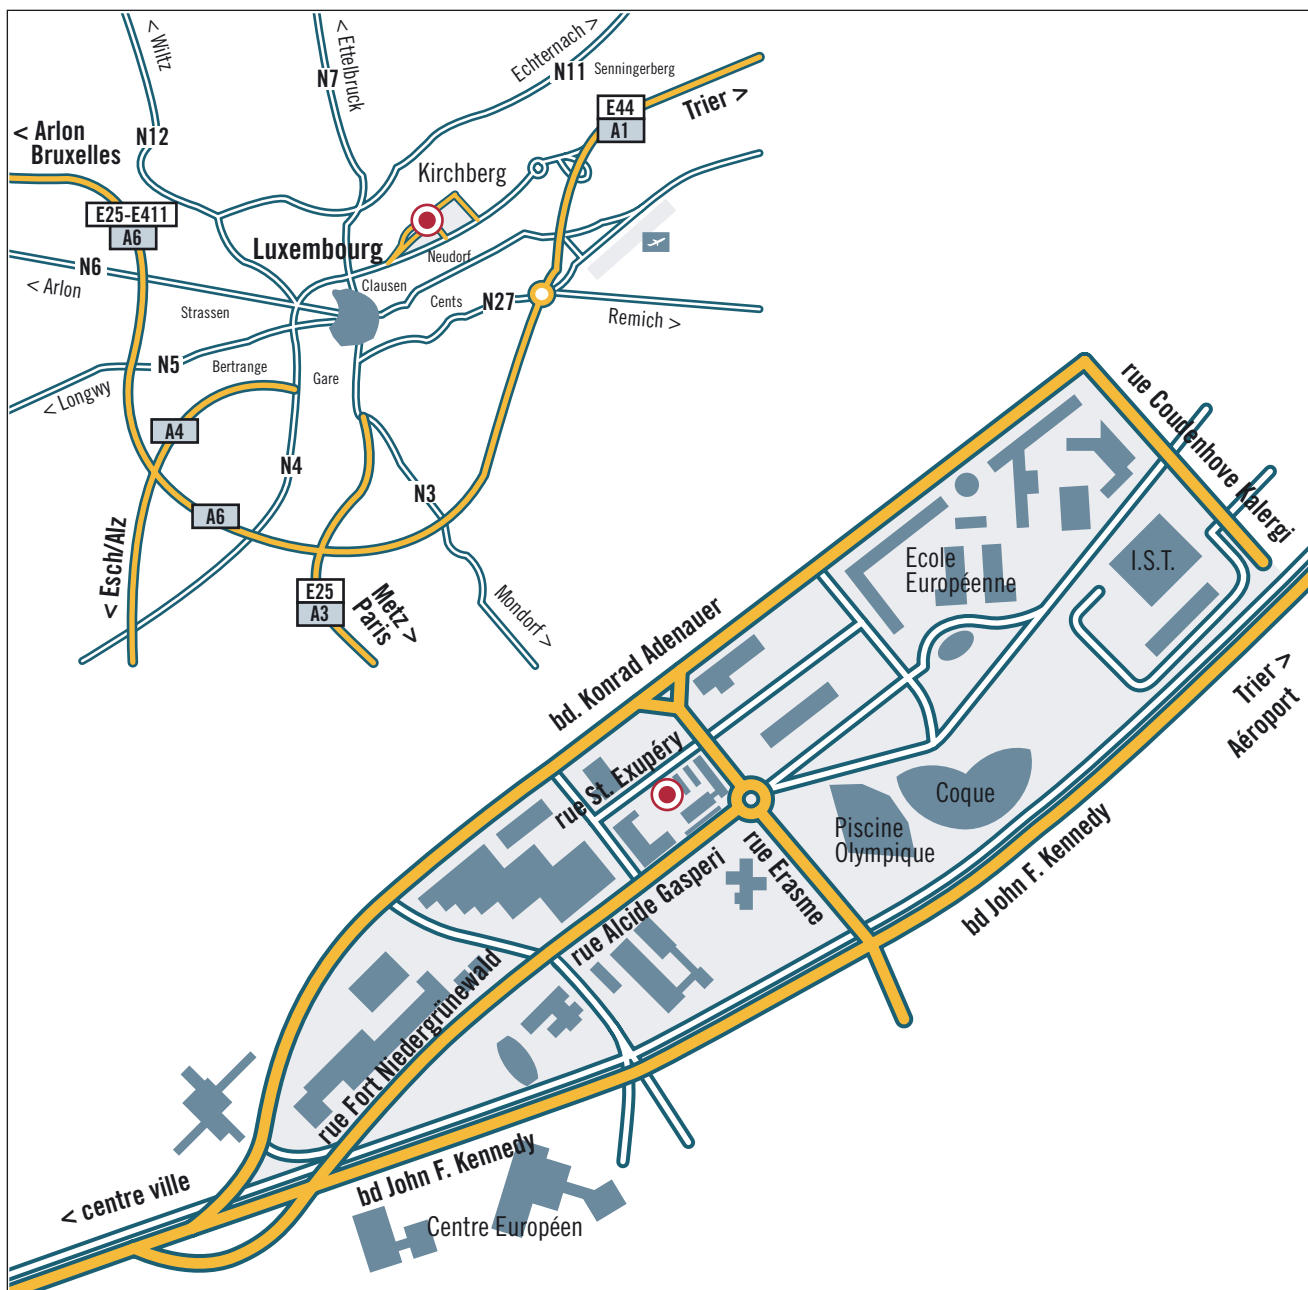 < Wiltz
N7
< Ettelbruck
Echternach >
N11
Senningerberg
Trier >
E44
A1
< Arlon
Bruxelles
N12
Kirchberg
E25-E411
A6
Luxembourg
Neudorf
N6
< Arlon
Clausen
Strassen
Cents
N27
Remich >
N5
Bertrange
Gare
< Longwy
A4
N4
N3
A6
< Esch/Alz
E25
A3
Metz >
Paris
Mondorf >
rue Coudenhove Kalergi
Ecole
Européenne
I.S.T.
bd. Konrad Adenauer
Trier >
Aéroport
rue St. Exupéry
Coque
Piscine
Olympique
rue Erasme
bd John F. Kennedy
rue Alcide Gasperi
rue Fort Niedergrünewald
bd John F. Kennedy
< centre ville
Centre Européen